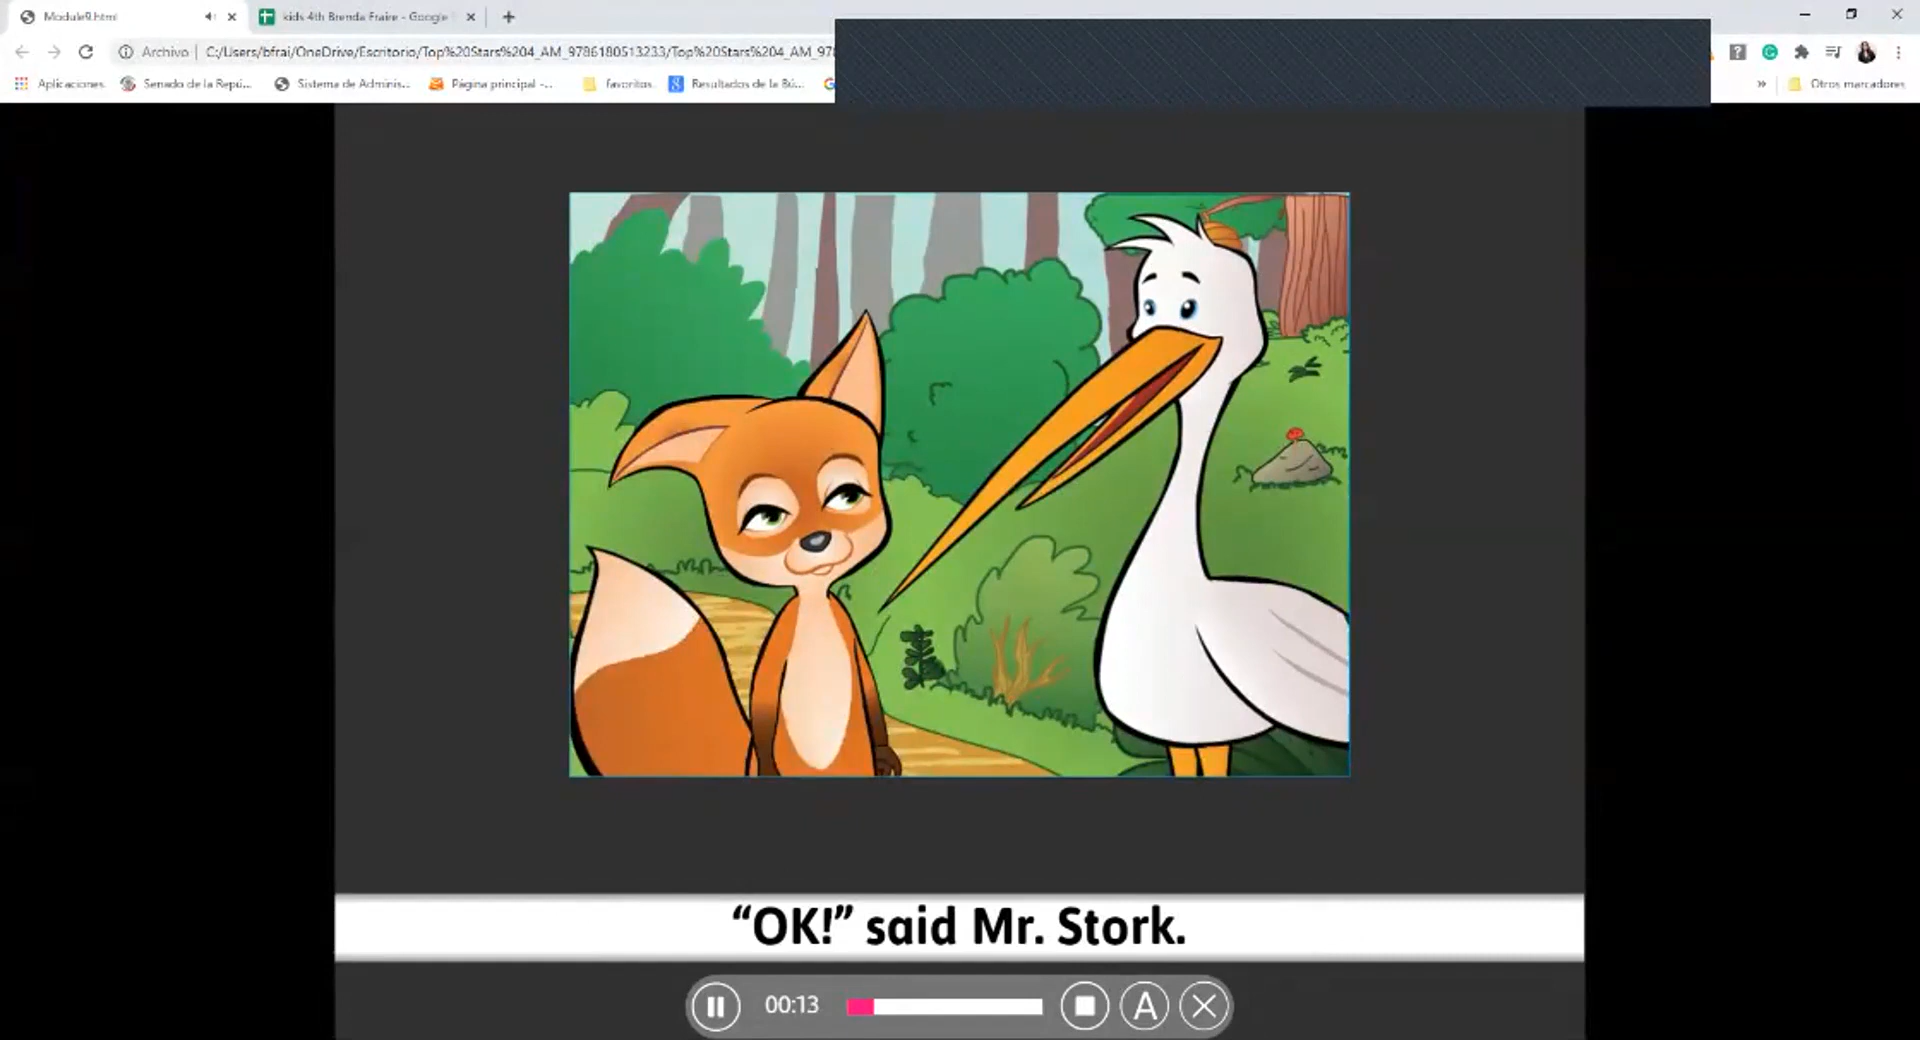 Module9.html
kids 4th Brenda Fraire - Google
Archivo
C:/Users/bfrai/OneDrive/Escritorio/Top%20Stars%204_AM_9786180513233/Top%20Stars%204_AM_97
Aplicaciones
Senado de la Repú...
Sistema de Adminis...
Página principal -...
favoritos
Resultados de la Bú...
»
Otros marcadores
“OK!” said Mr. Stork.
00:13
A